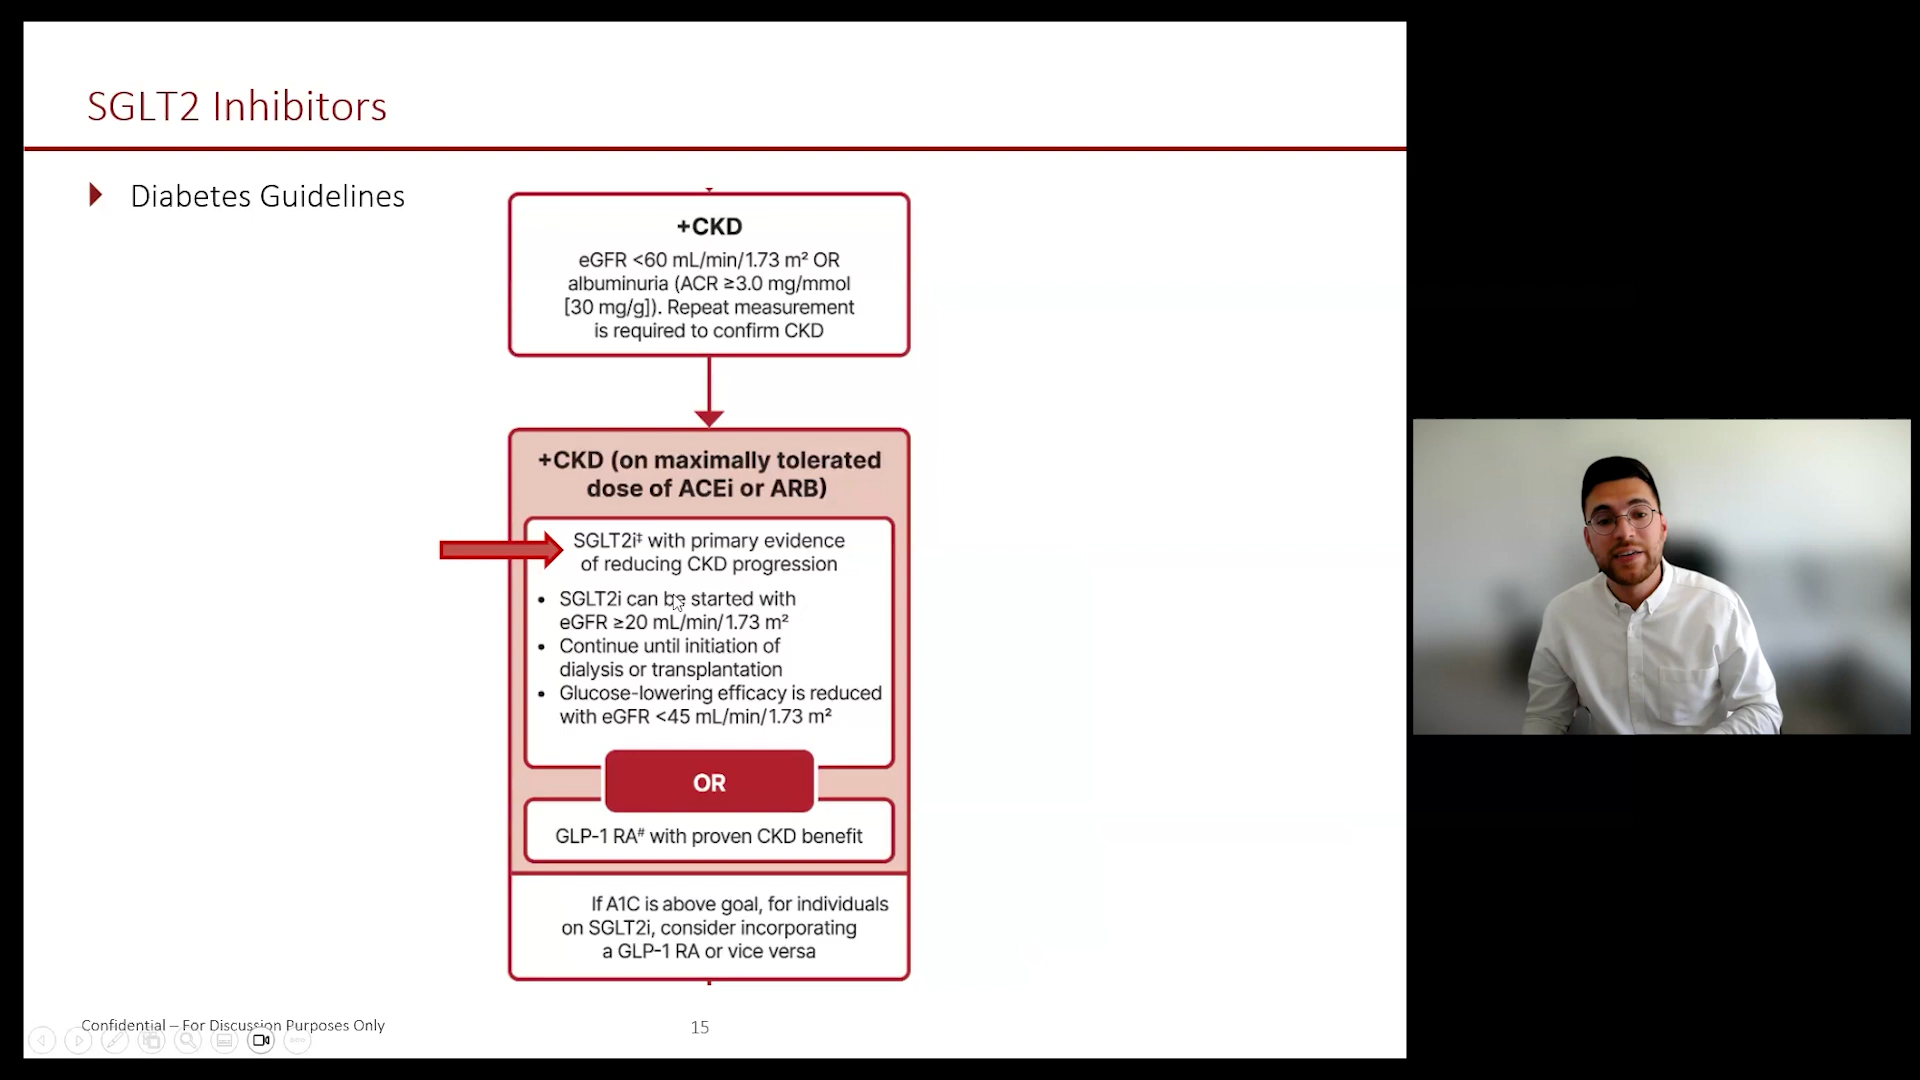 SGLT2 Inhibitors
Diabetes Guidelines
+CKD
eGFR <60 mL/min/1.73 m² OR
albuminuria (ACR ≥3.0 mg/mmol
[30 mg/g]). Repeat measurement
is required to confirm CKD
+CKD (on maximally tolerated
dose of ACEi or ARB)
SGLT2i‡ with primary evidence
of reducing CKD progression
• SGLT2i can be started with
eGFR ≥20 mL/min/1.73 m²
• Continue until initiation of
dialysis or transplantation
• Glucose-lowering efficacy is reduced
with eGFR <45 mL/min/1.73 m²
OR
GLP-1 RA# with proven CKD benefit
If A1C is above goal, for individuals
on SGLT2i, consider incorporating
a GLP-1 RA or vice versa
Confidential – For Discussion Purposes Only
15